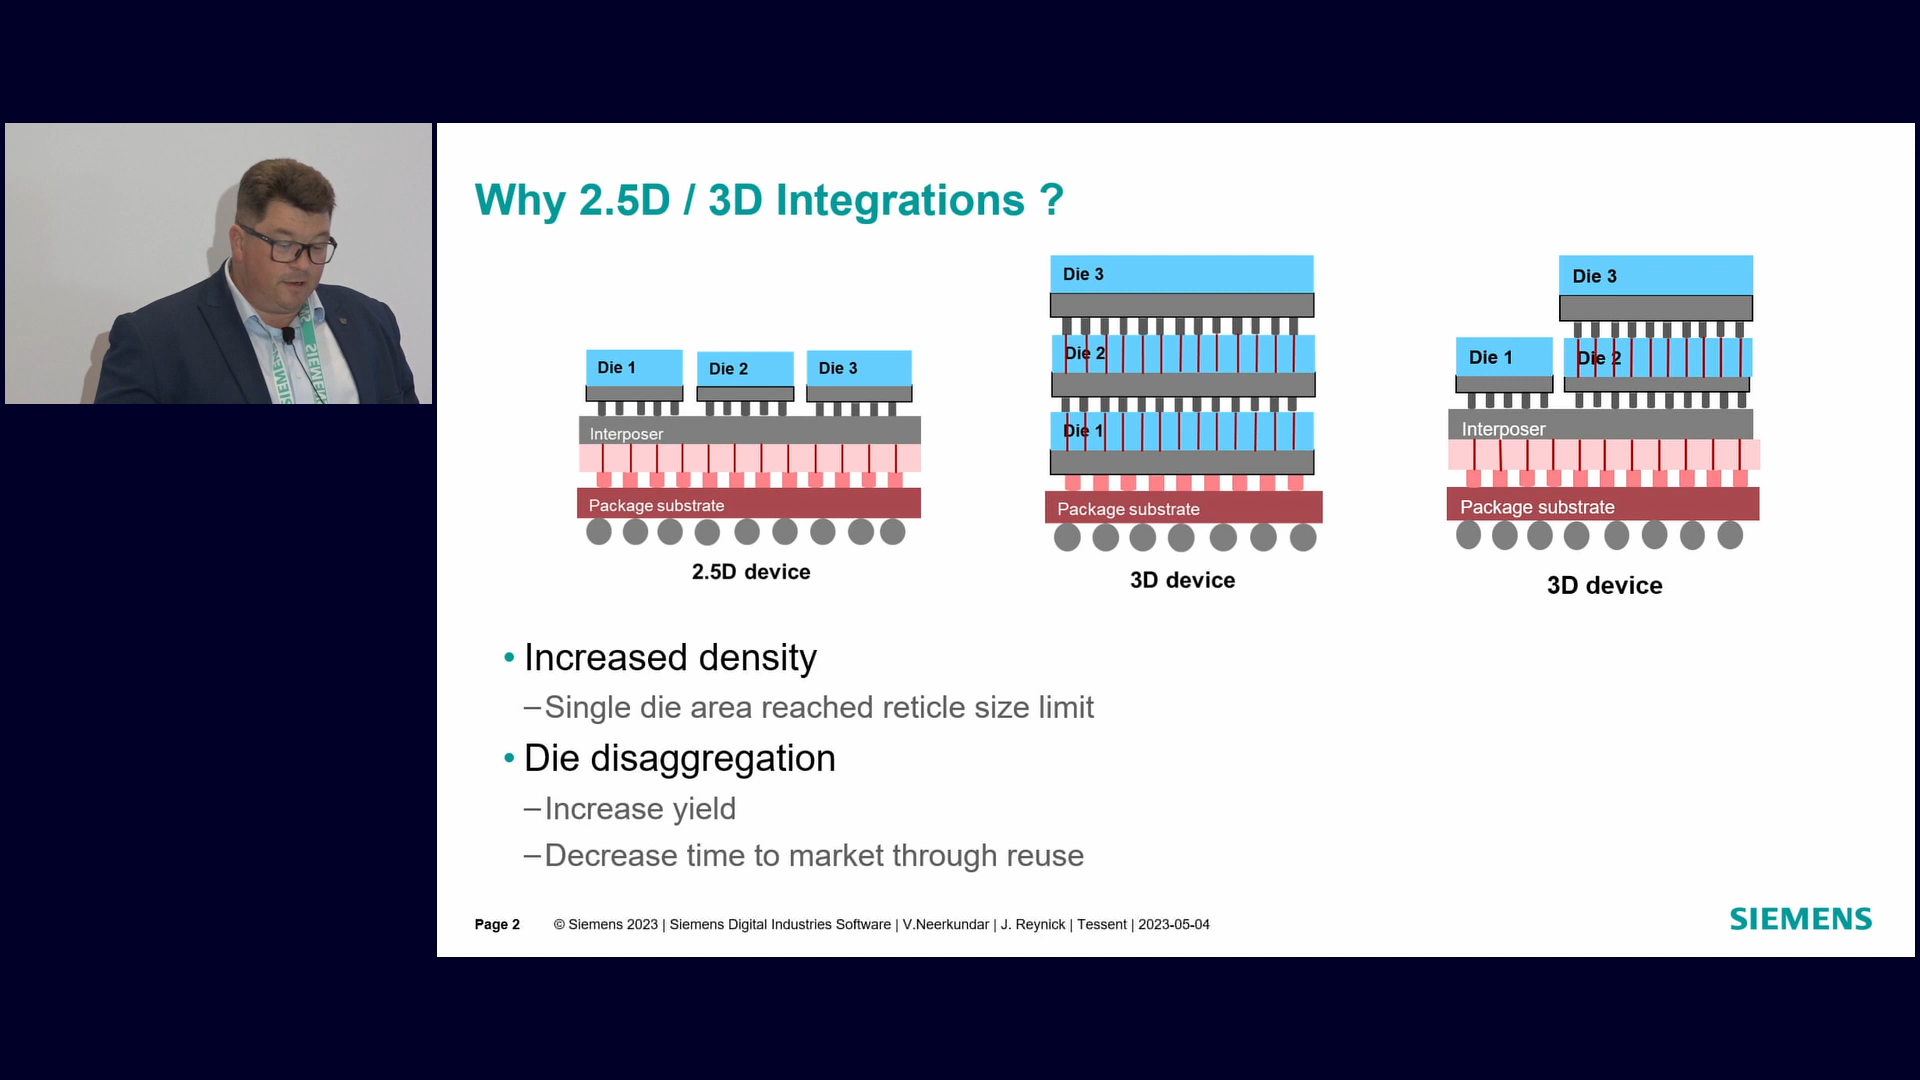 Why 2.5D / 3D Integrations ?
Die 1
Die 2
Die 3
Interposer
Package substrate
2.5D device
Die 3
Die 2
Die 1
Package substrate
3D device
Die 3
Die 1
Die 2
Interposer
Package substrate
3D device
• Increased density
–Single die area reached reticle size limit
• Die disaggregation
–Increase yield
–Decrease time to market through reuse
Page 2 © Siemens 2023 | Siemens Digital Industries Software | V.Neerkundar | J. Reynick | Tessent | 2023-05-04
SIEMENS